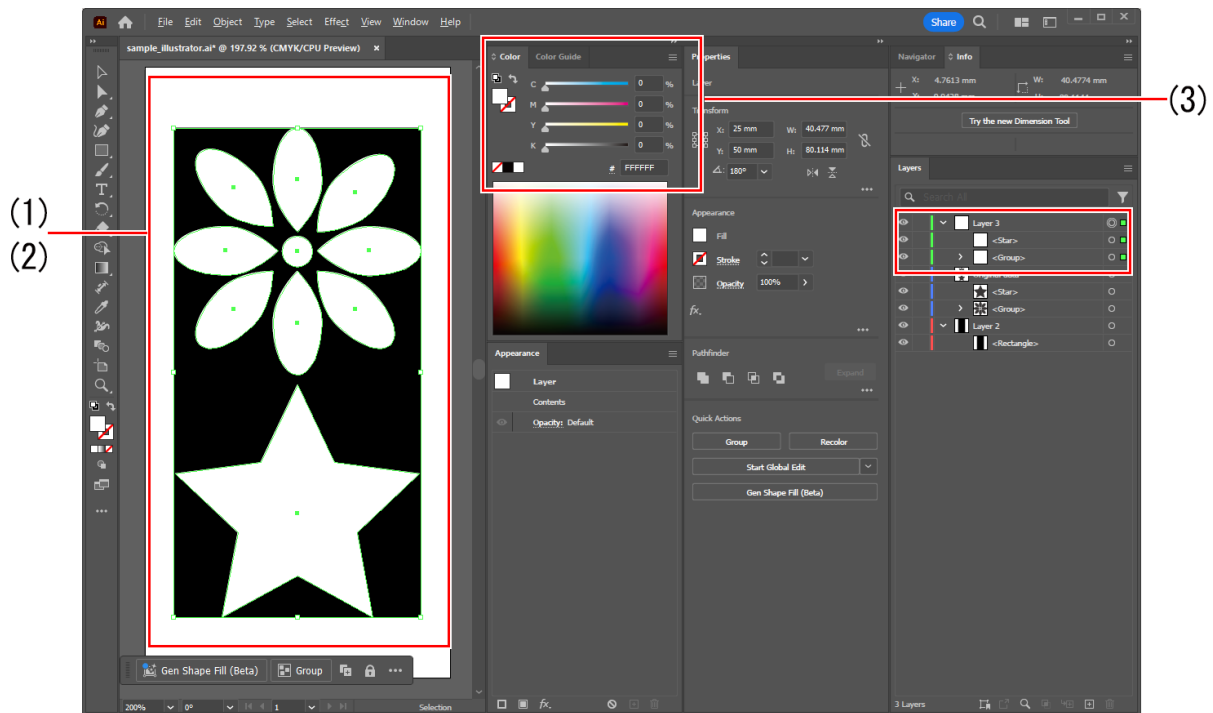 Ai File Edit Object Type Select Effect View Window Help Share
sample_illustrator.ai* @ 197.92 % (CMYK/CPU Preview) ×
Color Color Guide
C 0 %
M 0 %
Y 0 %
K 0 %
# FFFFFF
Properties
Layer
Transform
X: 25 mm W: 40.477 mm
Y: 50 mm H: 80.114 mm
180°
Appearance
Fill
Stroke
Opacity 100%
fx.
Pathfinder
Expand
Quick Actions
Group Recolor
Start Global Edit
Gen Shape Fill (Beta)
Appearance
Layer
Contents
Opacity: Default
fx.
Navigator Info
X: 4.7613 mm W: 40.4774 mm
Try the new Dimension Tool
Layers
Search All
Layer 3
<Star>
<Group>
<Star>
<Group>
Layer 2
<Rectangle>
3 Layers
Gen Shape Fill (Beta) Group
200% 0° 1 Selection
(1)
(2)
(3)